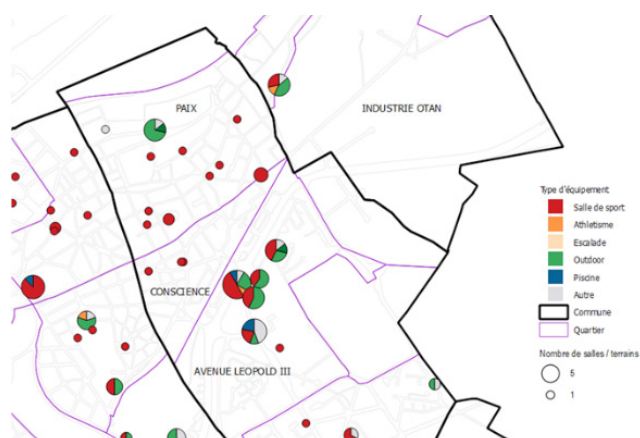 PAIX
INDUSTRIE OTAN
CONSCIENCE
AVENUE LEOPOLD III
Type d'équipement
Salle de sport
Athletisme
Escalade
Outdoor
Piscine
Autre
Commune
Quartier
Nombre de salles / terrains
5
1